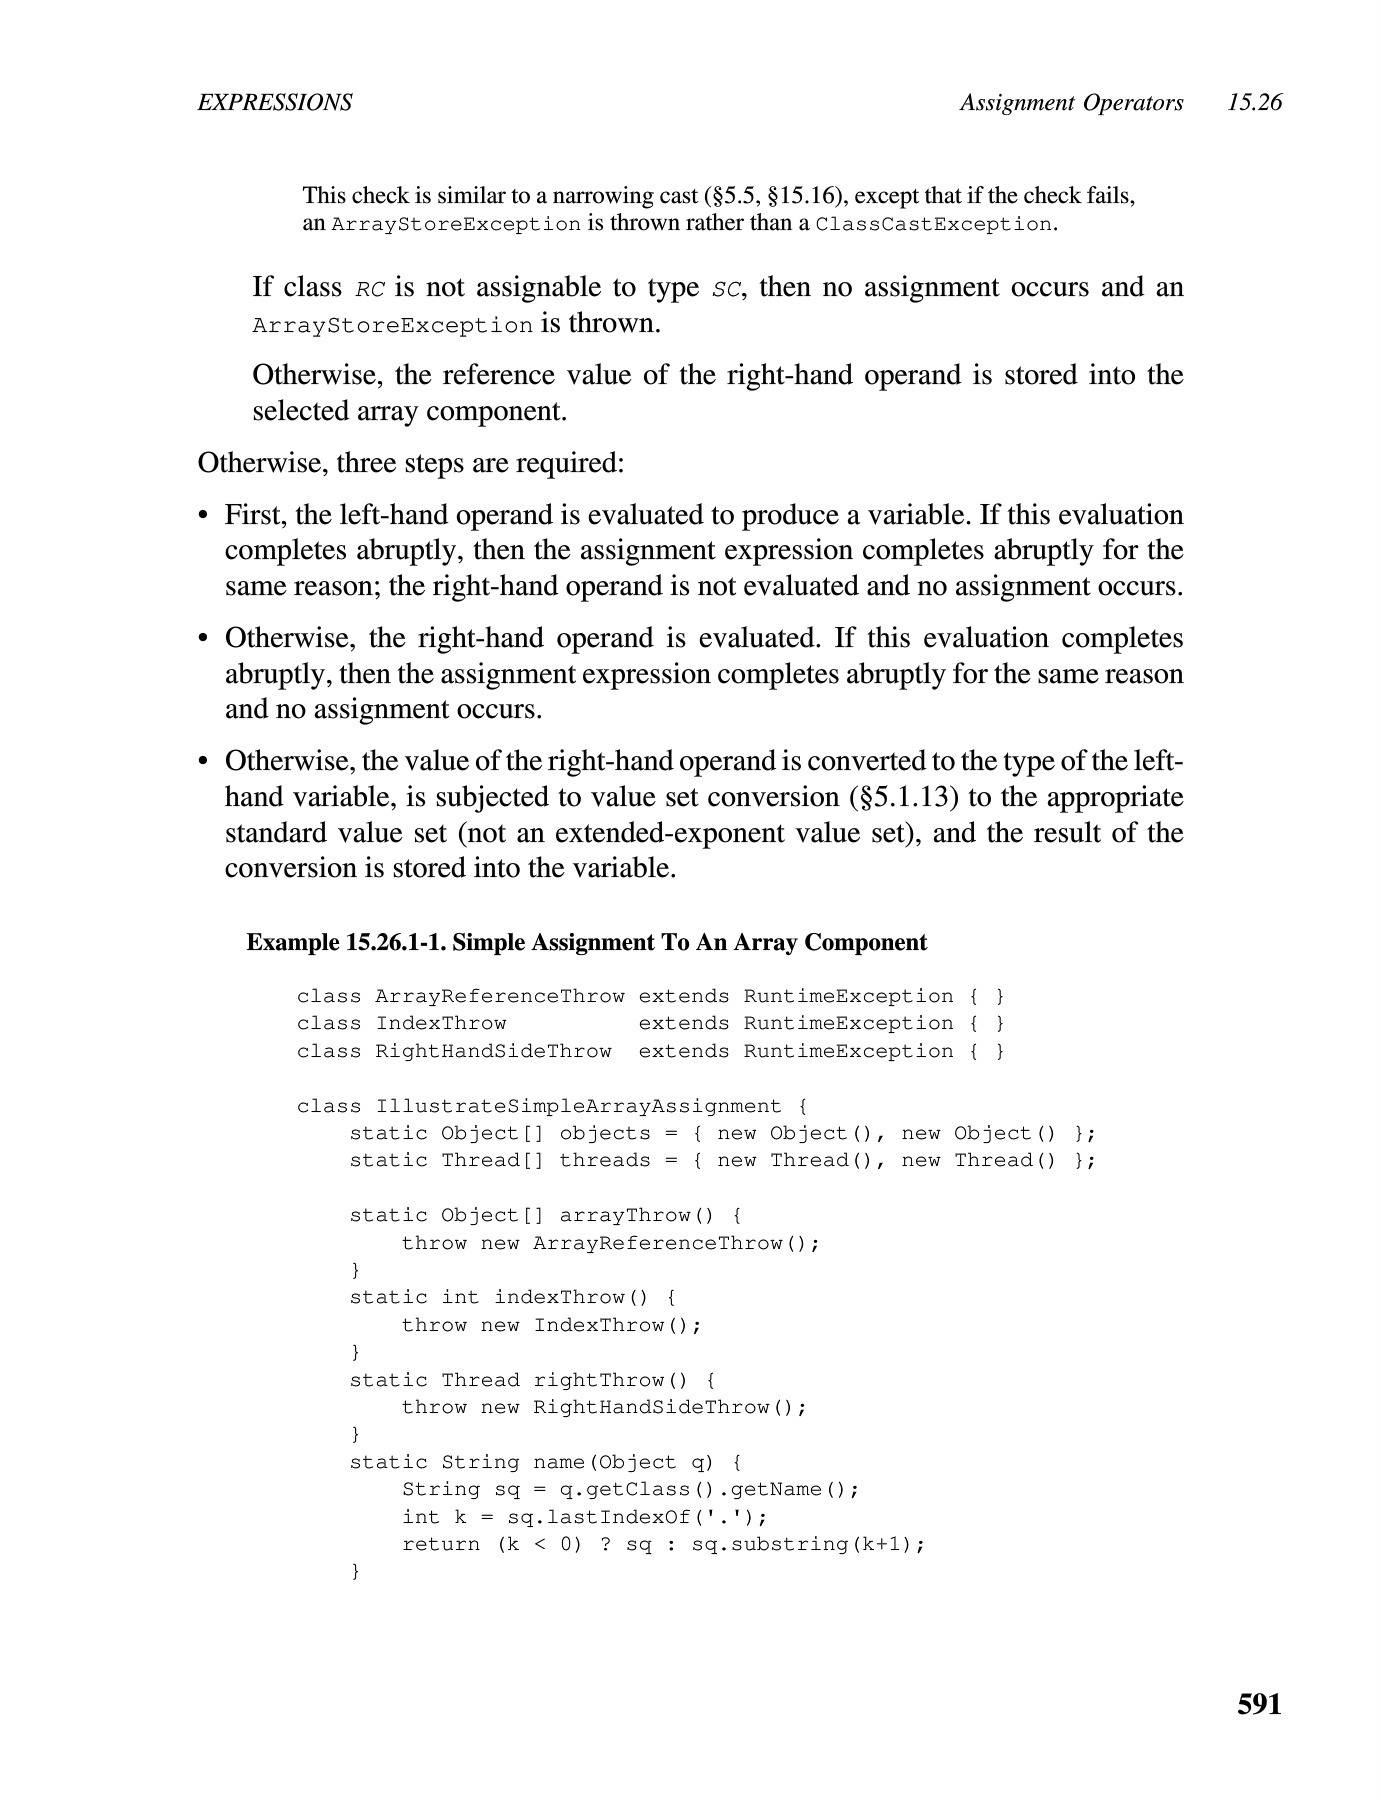 EXPRESSIONS Assignment Operators 15.26
This check is similar to a narrowing cast (§5.5, §15.16), except that if the check fails,
an ArrayStoreException is thrown rather than a ClassCastException.
If class RC is not assignable to type SC, then no assignment occurs and an
ArrayStoreException is thrown.
Otherwise, the reference value of the right-hand operand is stored into the
selected array component.
Otherwise, three steps are required:
• First, the left-hand operand is evaluated to produce a variable. If this evaluation
completes abruptly, then the assignment expression completes abruptly for the
same reason; the right-hand operand is not evaluated and no assignment occurs.
• Otherwise, the right-hand operand is evaluated. If this evaluation completes
abruptly, then the assignment expression completes abruptly for the same reason
and no assignment occurs.
• Otherwise, the value of the right-hand operand is converted to the type of the left-
hand variable, is subjected to value set conversion (§5.1.13) to the appropriate
standard value set (not an extended-exponent value set), and the result of the
conversion is stored into the variable.
Example 15.26.1-1. Simple Assignment To An Array Component
class ArrayReferenceThrow extends RuntimeException { }
class IndexThrow          extends RuntimeException { }
class RightHandSideThrow  extends RuntimeException { }
class IllustrateSimpleArrayAssignment {
    static Object[] objects = { new Object(), new Object() };
    static Thread[] threads = { new Thread(), new Thread() };
    static Object[] arrayThrow() {
        throw new ArrayReferenceThrow();
    }
    static int indexThrow() {
        throw new IndexThrow();
    }
    static Thread rightThrow() {
        throw new RightHandSideThrow();
    }
    static String name(Object q) {
        String sq = q.getClass().getName();
        int k = sq.lastIndexOf('.');
        return (k < 0) ? sq : sq.substring(k+1);
    }
591